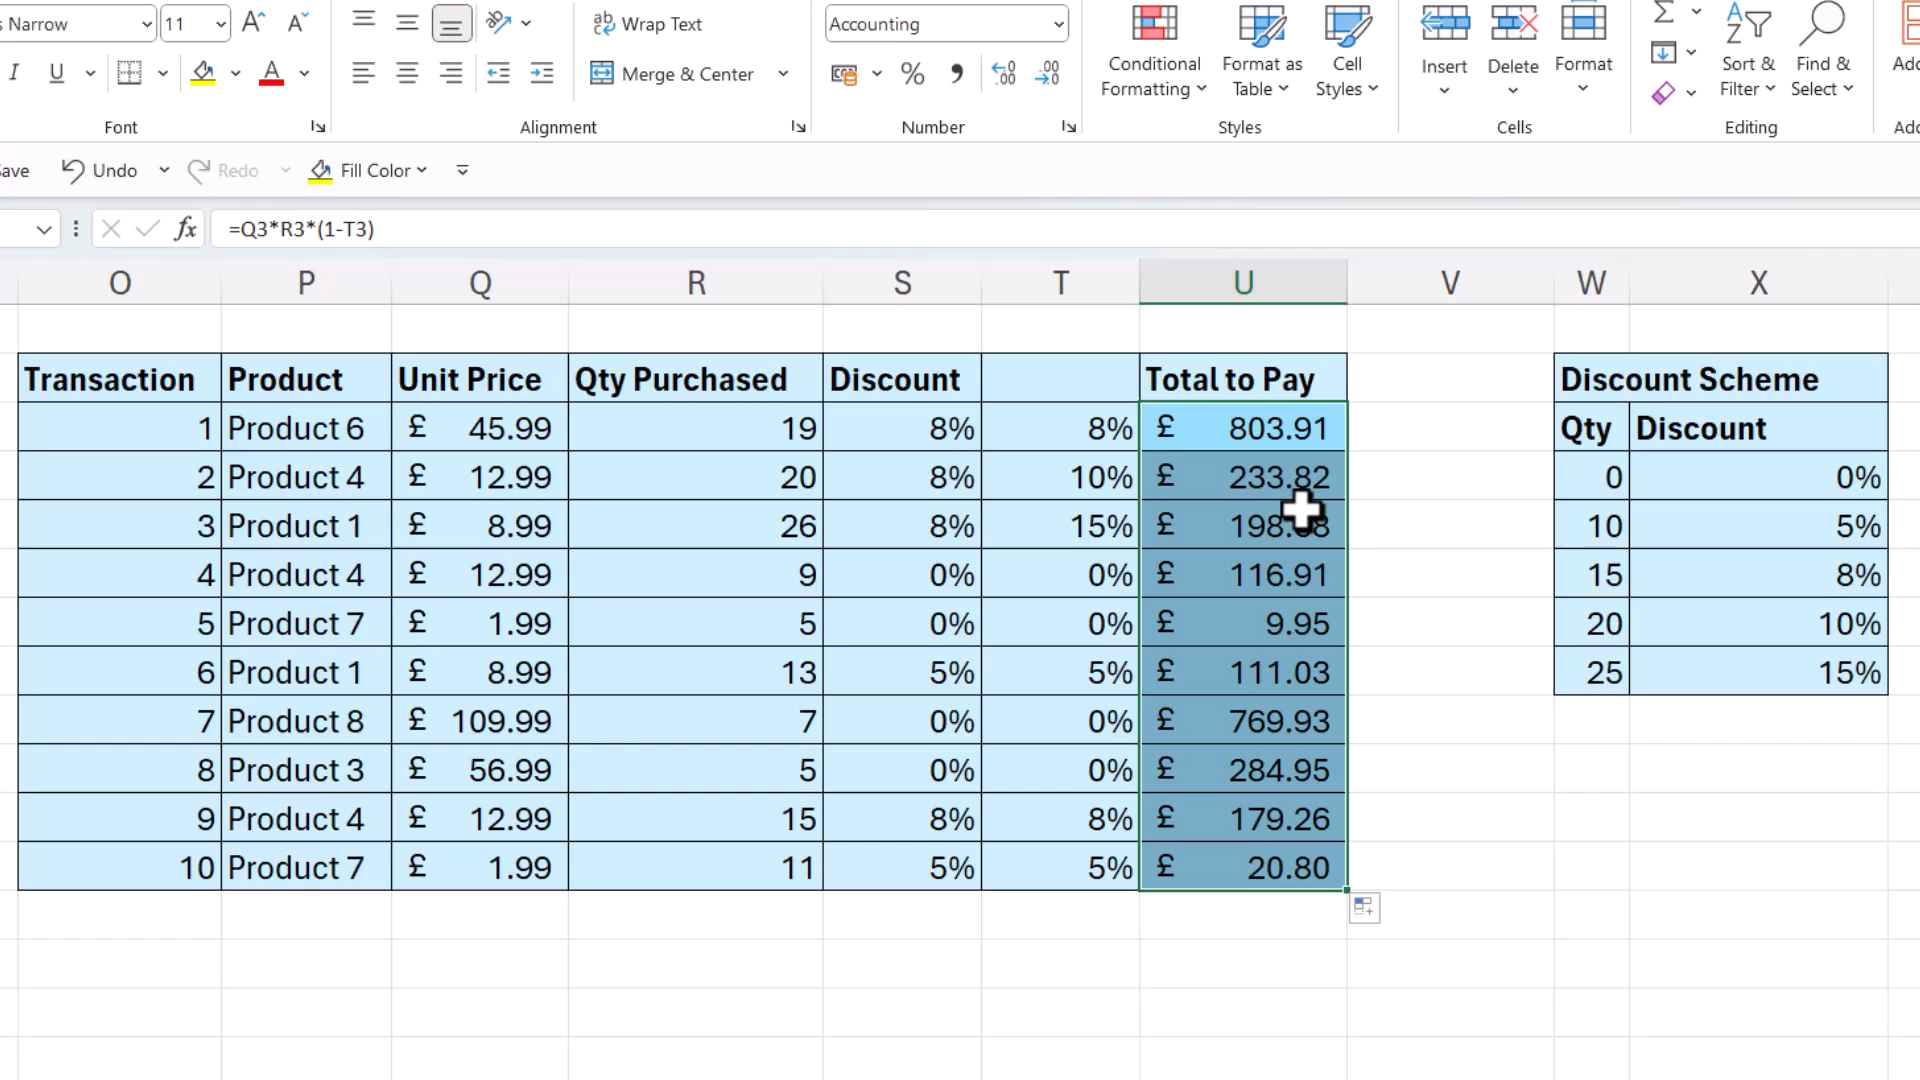 s Narrow 11 A A ab Wrap Text Accounting
I U A Merge & Center % , Conditional Formatting Format as Table Cell Styles Insert Delete Format Sort & Filter Find & Select Add
Font Alignment Number Styles Cells Editing Add
ave Undo Redo Fill Color
fx =Q3*R3*(1-T3)
O P Q R S T U V W X
Transaction Product Unit Price Qty Purchased Discount Total to Pay Discount Scheme
1 Product 6 £ 45.99 19 8% 8% £ 803.91 Qty Discount
2 Product 4 £ 12.99 20 8% 10% £ 233.82 0 0%
3 Product 1 £ 8.99 26 8% 15% £ 10 5%
4 Product 4 £ 12.99 9 0% 0% £ 116.91 15 8%
5 Product 7 £ 1.99 5 0% 0% £ 9.95 20 10%
6 Product 1 £ 8.99 13 5% 5% £ 111.03 25 15%
7 Product 8 £ 109.99 7 0% 0% £ 769.93
8 Product 3 £ 56.99 5 0% 0% £ 284.95
9 Product 4 £ 12.99 15 8% 8% £ 179.26
10 Product 7 £ 1.99 11 5% 5% £ 20.80